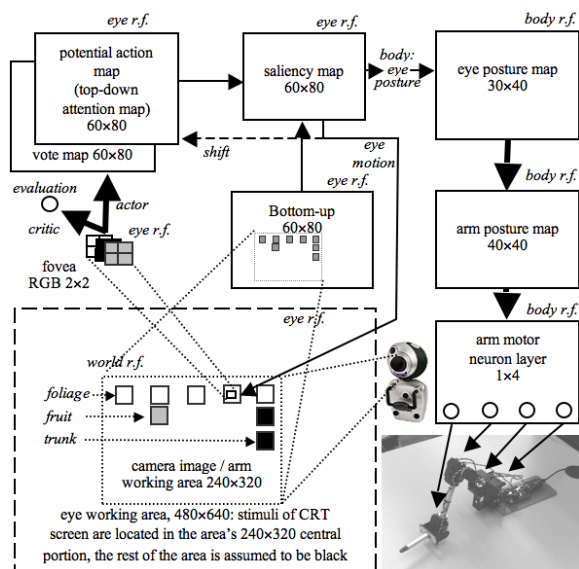 eye r.f.
eye r.f.
body r.f.
potential action
map
(top-down
attention map)
60×80
vote map 60×80
saliency map
60×80
body:
eye
posture
eye posture map
30×40
shift
eye
motion
eye r.f.
body r.f.
evaluation
actor
critic
eye r.f.
fovea
RGB 2×2
Bottom-up
60×80
arm posture map
40×40
body r.f.
eye r.f.
world r.f.
foliage
fruit
trunk
camera image / arm
working area 240×320
arm motor
neuron layer
1×4
eye working area, 480×640: stimuli of CRT
screen are located in the area's 240×320 central
portion, the rest of the area is assumed to be black